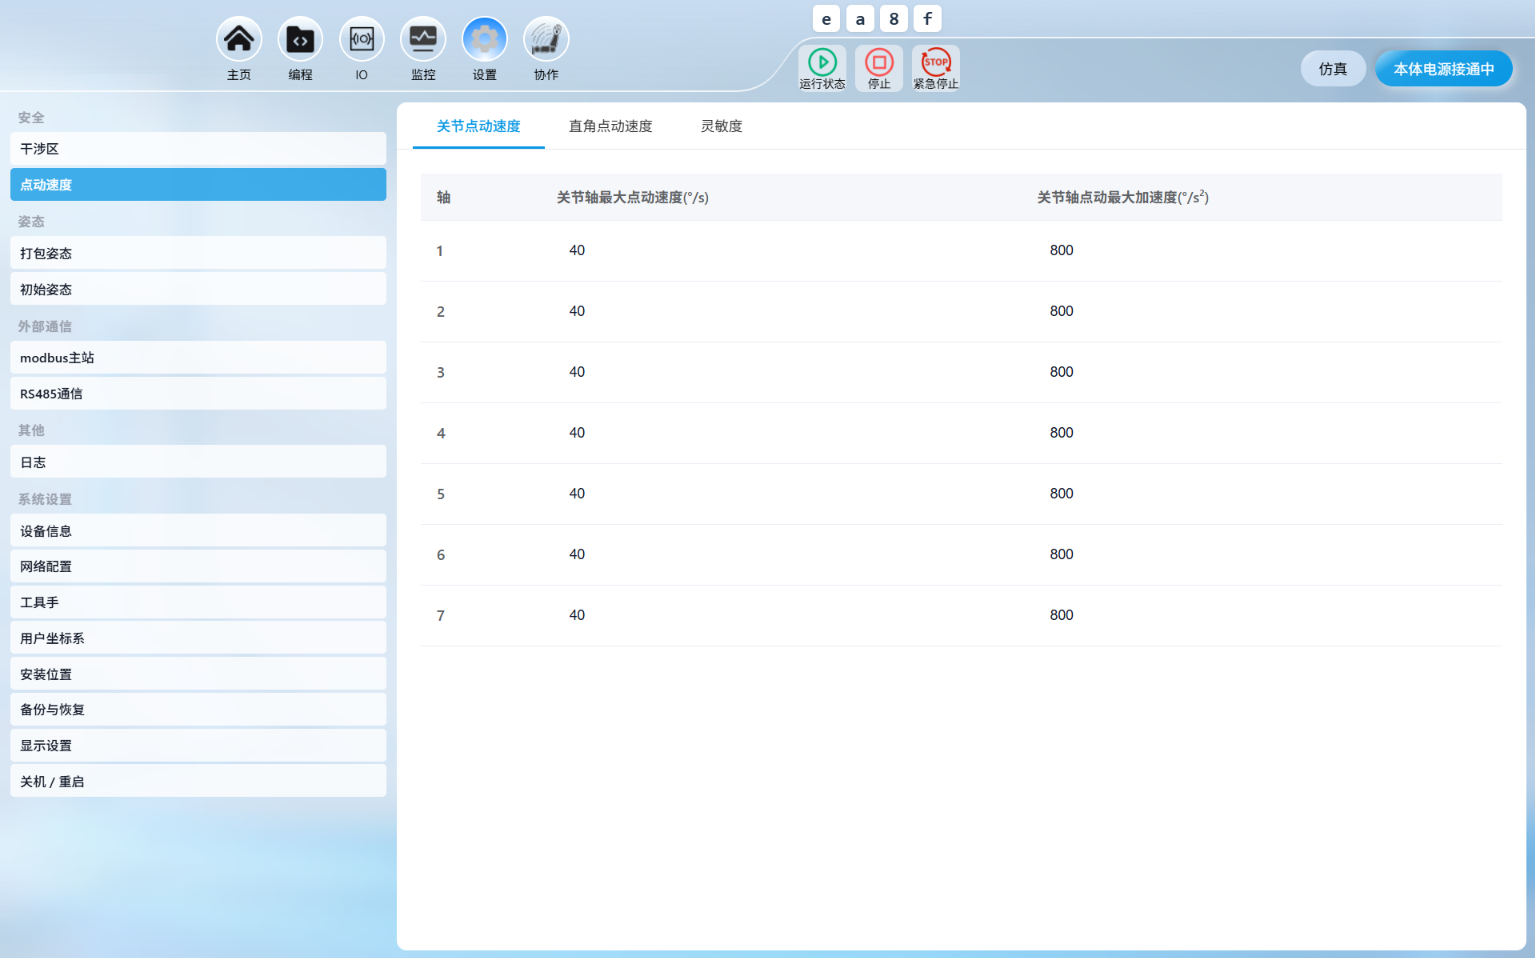 e a 8 f
主页 编程 IO 监控 设置 协作
运行状态 停止 STOP 紧急停止
仿真 本体电源接通中
安全
干涉区
点动速度
姿态
打包姿态
初始姿态
外部通信
modbus主站
RS485通信
其他
日志
系统设置
设备信息
网络配置
工具手
用户坐标系
安装位置
备份与恢复
显示设置
关机 / 重启
关节点动速度 直角点动速度 灵敏度
轴 关节轴最大点动速度(°/s) 关节轴点动最大加速度(°/s²)
1 40 800
2 40 800
3 40 800
4 40 800
5 40 800
6 40 800
7 40 800